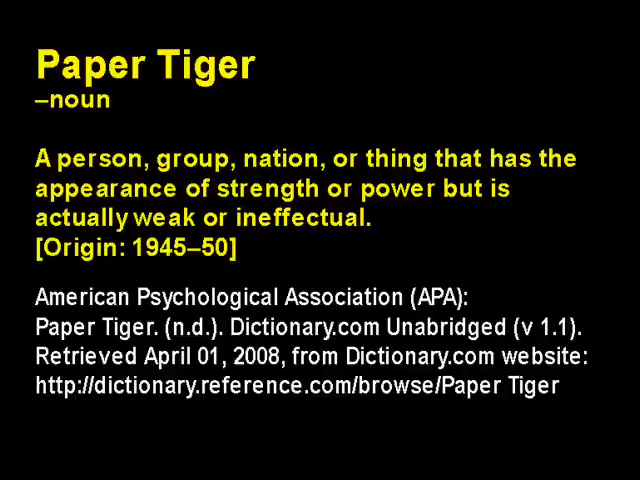 Paper Tiger
–noun
A person, group, nation, or thing that has the
appearance of strength or power but is
actually weak or ineffectual.
[Origin: 1945–50]
American Psychological Association (APA):
Paper Tiger. (n.d.). Dictionary.com Unabridged (v 1.1).
Retrieved April 01, 2008, from Dictionary.com website:
http://dictionary.reference.com/browse/Paper Tiger